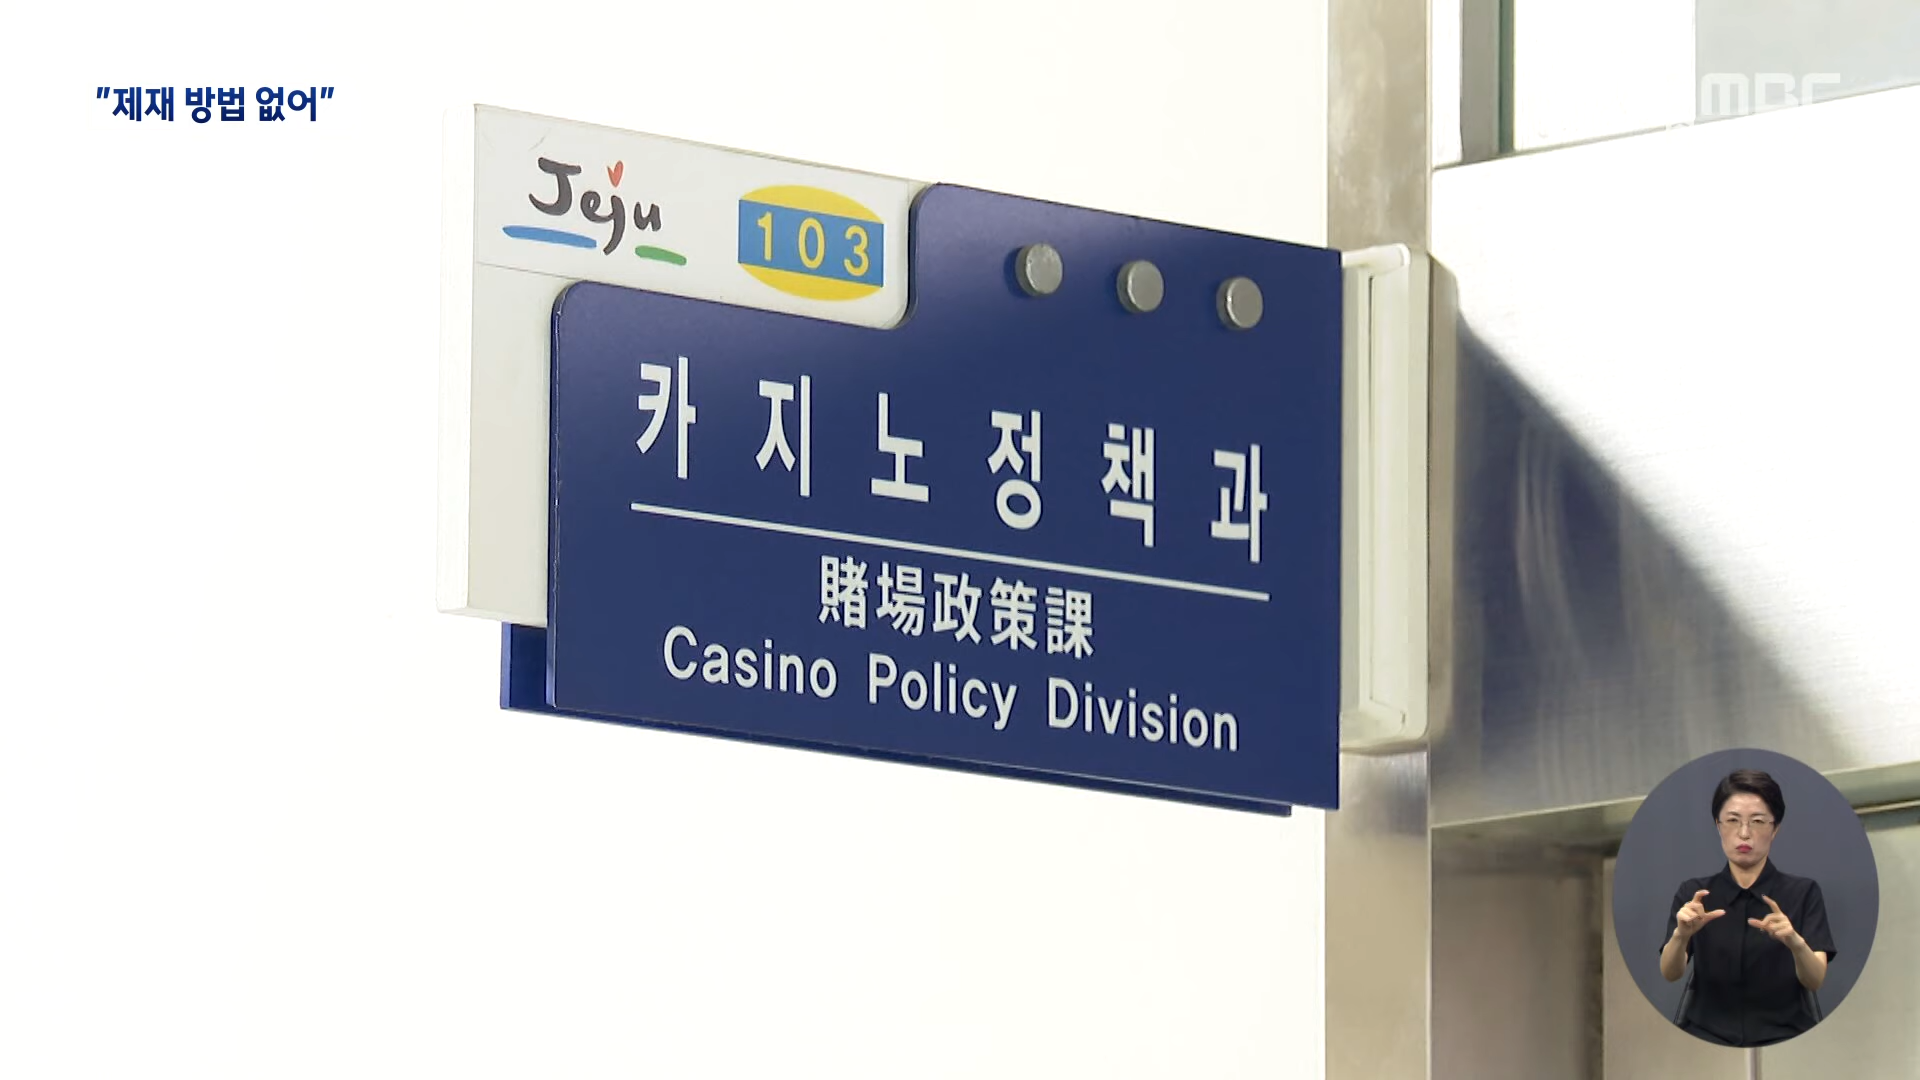 "제재 방법 없어"
MBC
Jeju
103
카지노정책과
賭場政策課
Casino Policy Division